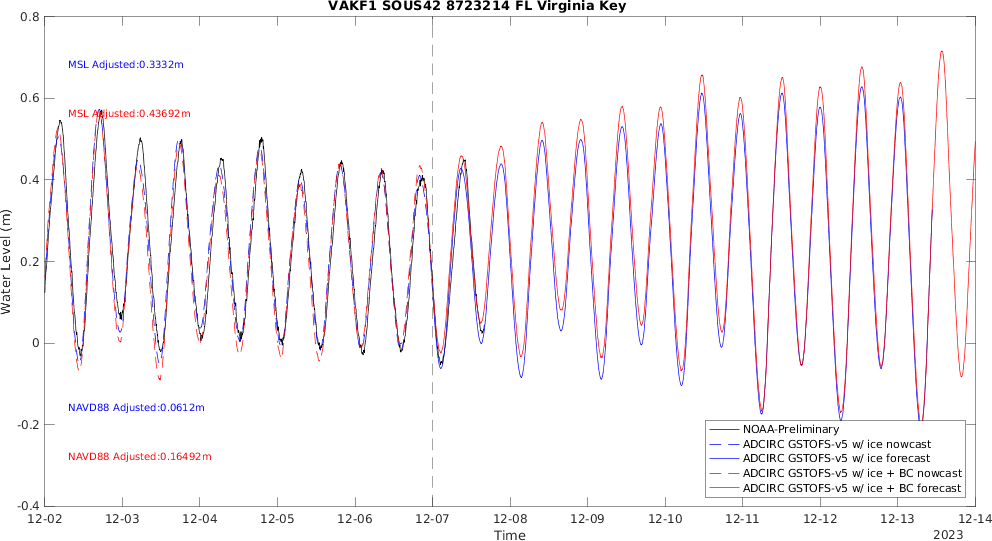 VAKF1 SOUS42 8723214 FL Virginia Key
0.8
0.6
0.4
0.2
0
-0.2
-0.4
Water Level (m)
MSL Adjusted:0.3332m
MSL Adjusted:0.43692m
NAVD88 Adjusted:0.0612m
NAVD88 Adjusted:0.16492m
NOAA-Preliminary
ADCIRC GSTOFS-v5 w/ ice nowcast
ADCIRC GSTOFS-v5 w/ ice forecast
ADCIRC GSTOFS-v5 w/ ice + BC nowcast
ADCIRC GSTOFS-v5 w/ ice + BC forecast
12-02 12-03 12-04 12-05 12-06 12-07 12-08 12-09 12-10 12-11 12-12 12-13 12-14
Time
2023